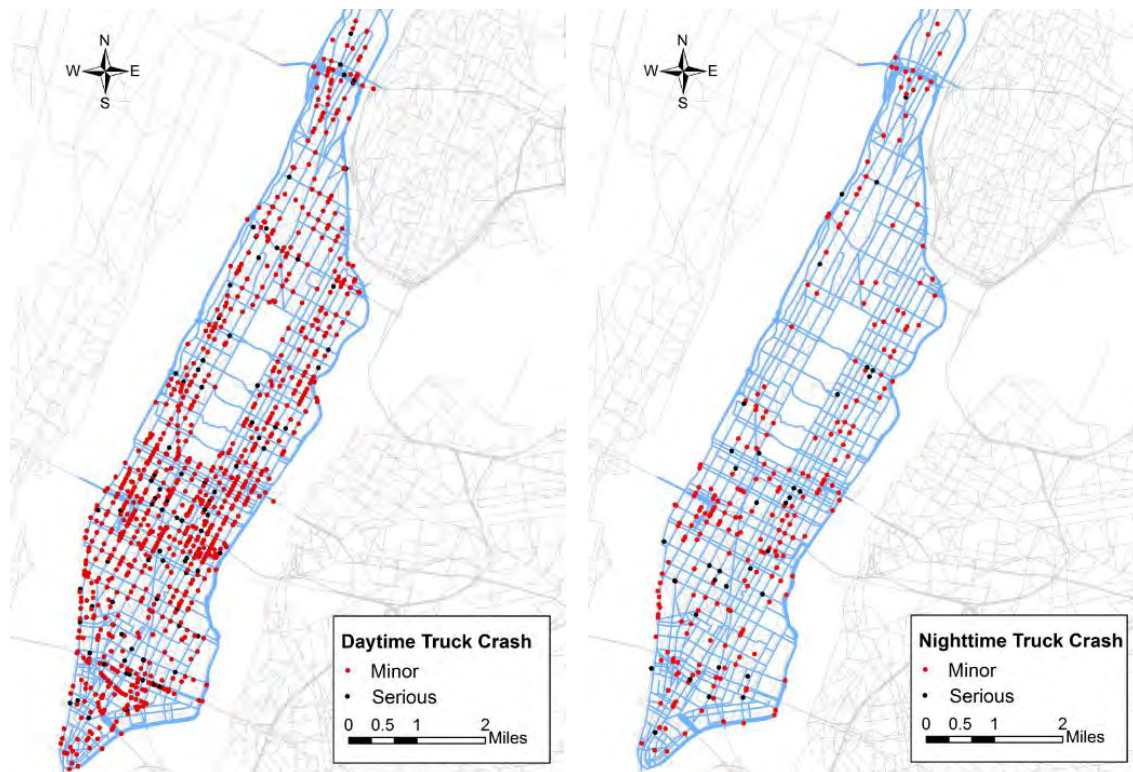 N
W E
S
Daytime Truck Crash
Minor
Serious
0 0.5 1 2
Miles
N
W E
S
Nighttime Truck Crash
Minor
Serious
0 0.5 1 2
Miles